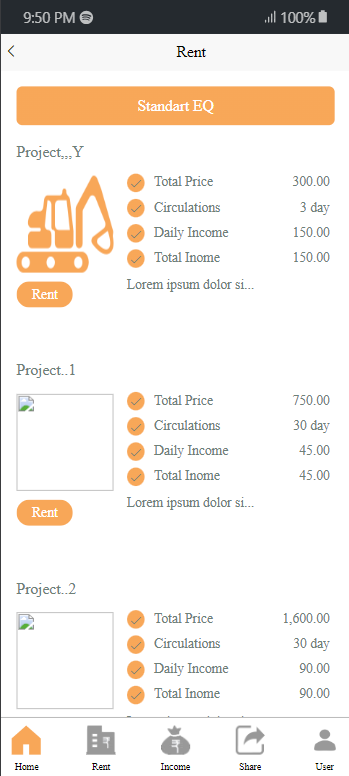 9:50 PM 100%
Rent
Standart EQ
Project,,,Y
Total Price 300.00
Circulations 3 day
Daily Income 150.00
Total Inome 150.00
Lorem ipsum dolor si...
Rent
Project..1
Total Price 750.00
Circulations 30 day
Daily Income 45.00
Total Inome 45.00
Lorem ipsum dolor si...
Rent
Project..2
Total Price 1,600.00
Circulations 30 day
Daily Income 90.00
Total Inome 90.00
Home Rent Income Share User